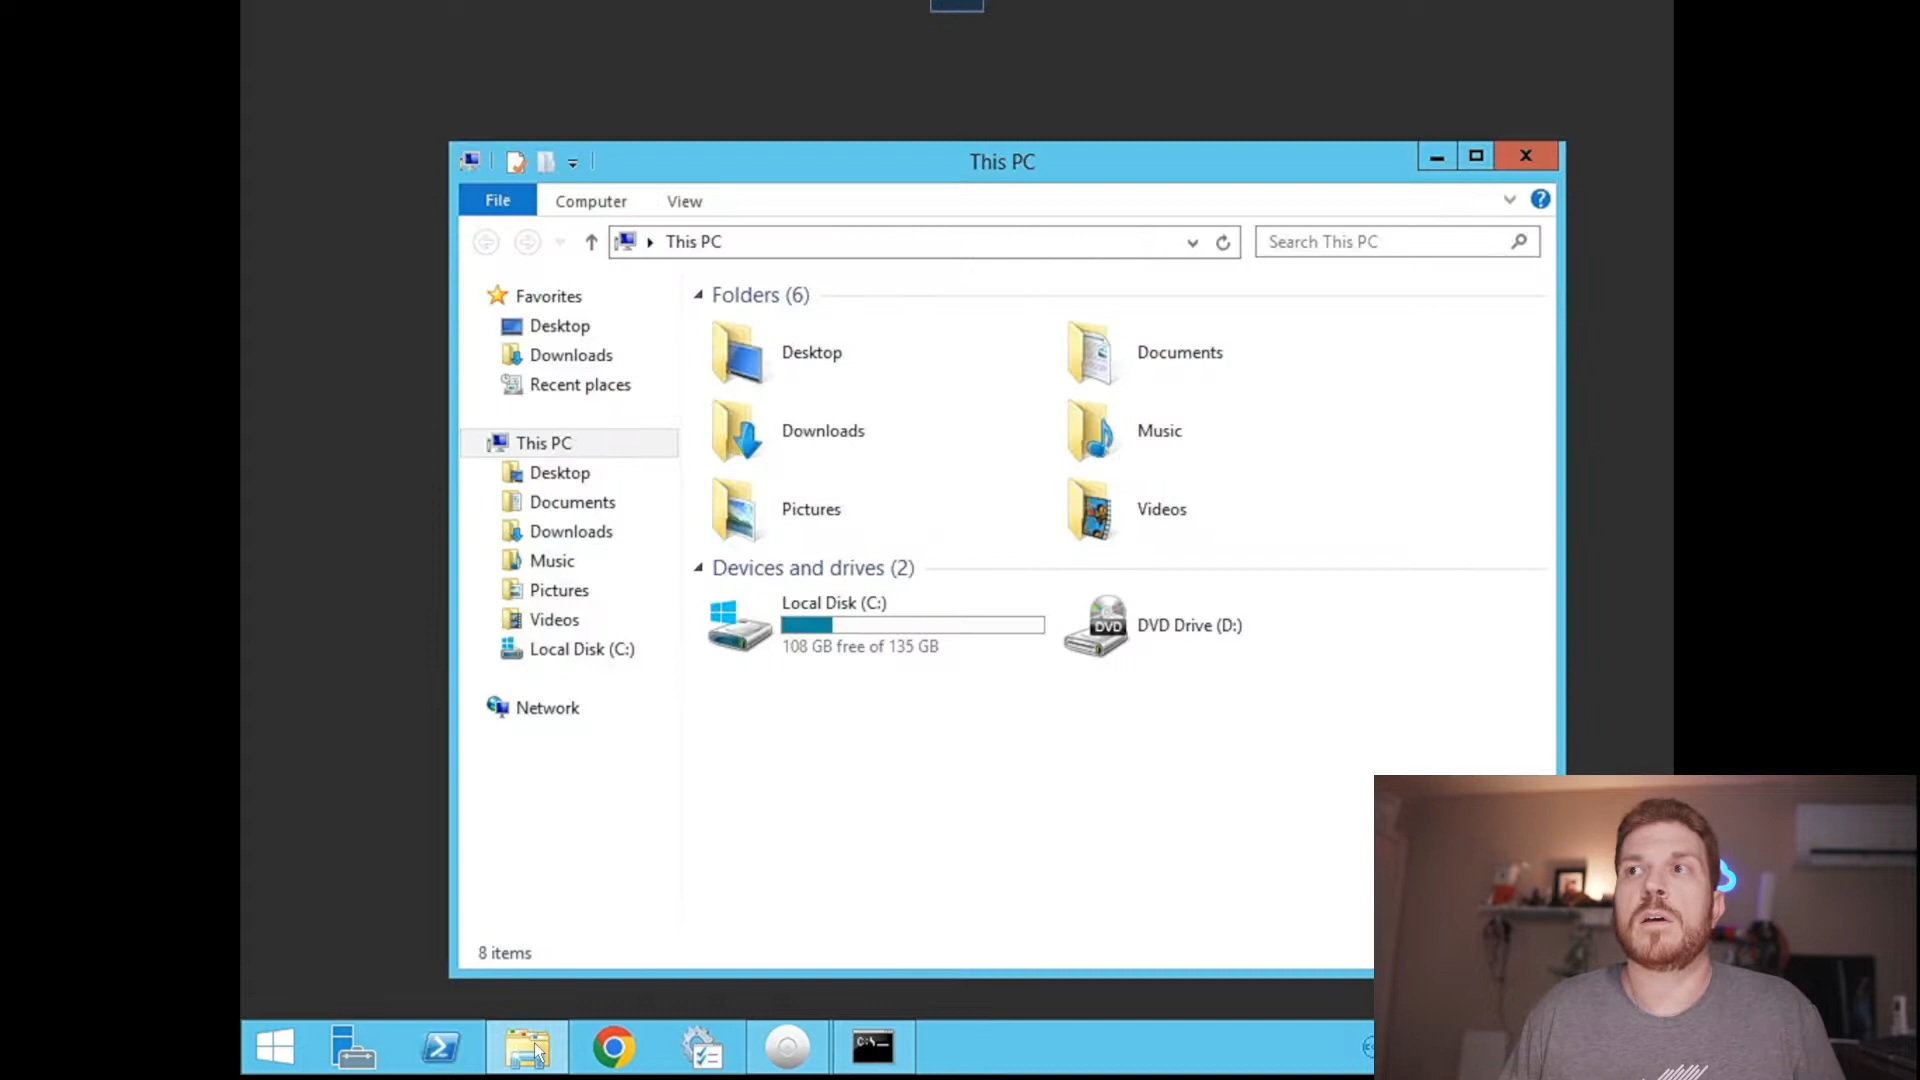 This PC
File
Computer
View
This PC
Search This PC
Favorites
Desktop
Downloads
Recent places
This PC
Desktop
Documents
Downloads
Music
Pictures
Videos
Local Disk (C:)
Network
Folders (6)
Desktop
Documents
Downloads
Music
Pictures
Videos
Devices and drives (2)
Local Disk (C:)
108 GB free of 135 GB
DVD
DVD Drive (D:)
8 items
C:\